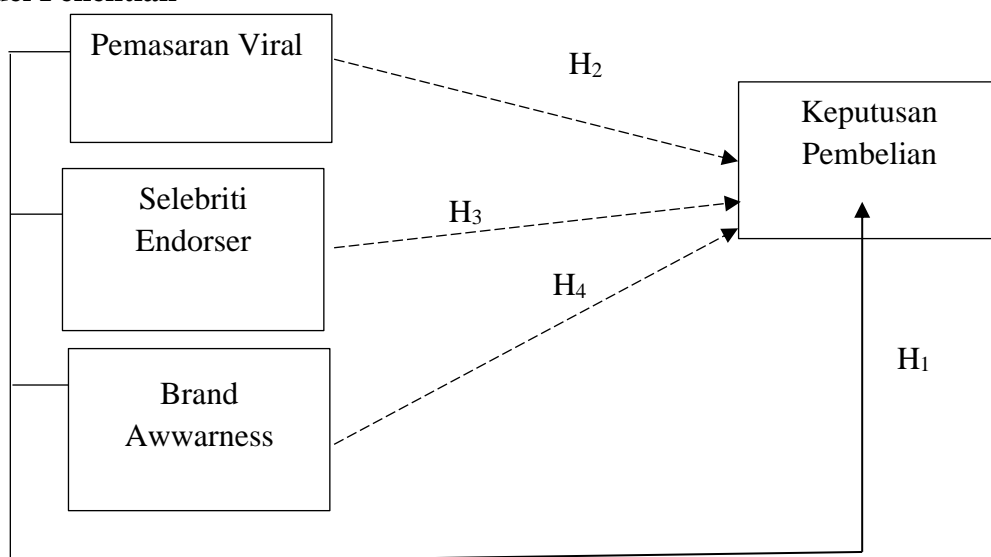 Pemasaran Viral
H₂
Keputusan
Pembelian
Selebriti
Endorser
H₃
H₄
H₁
Brand
Awwarness